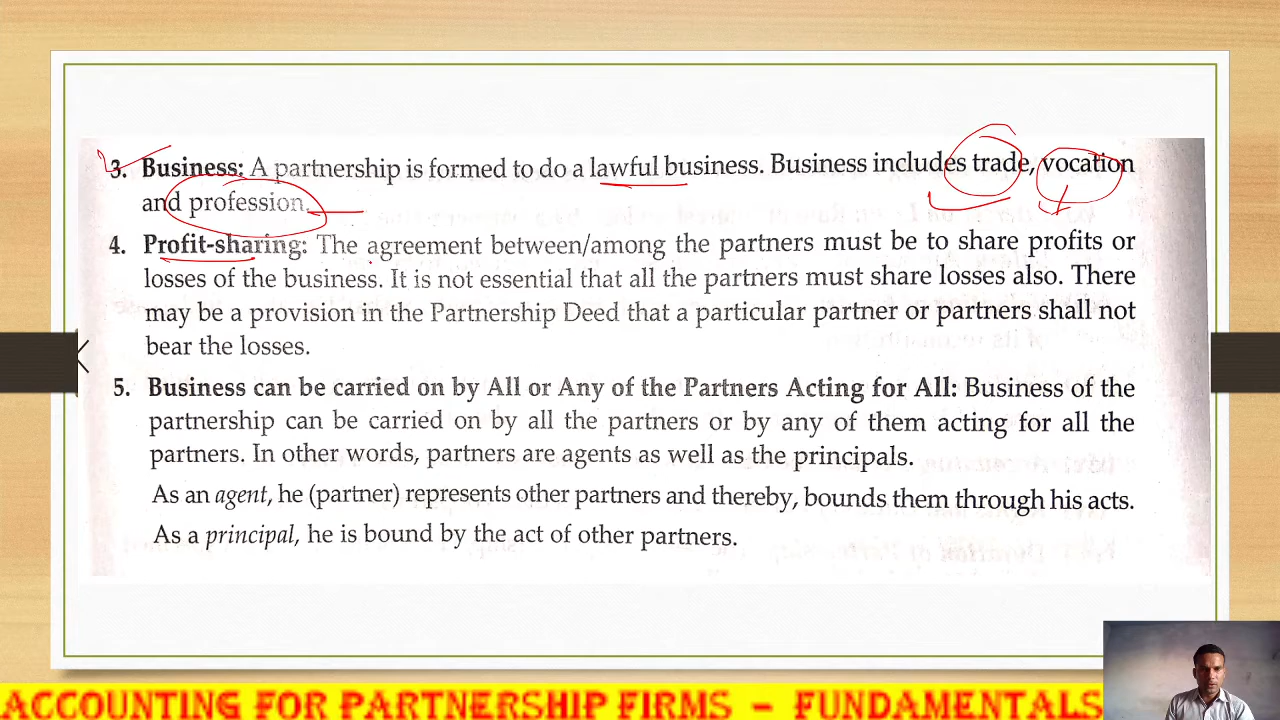 3. Business: A partnership is formed to do a lawful business. Business includes trade, vocation
and profession.
4. Profit-sharing: The agreement between/among the partners must be to share profits or
losses of the business. It is not essential that all the partners must share losses also. There
may be a provision in the Partnership Deed that a particular partner or partners shall not
bear the losses.
5. Business can be carried on by All or Any of the Partners Acting for All: Business of the
partnership can be carried on by all the partners or by any of them acting for all the
partners. In other words, partners are agents as well as the principals.
As an agent, he (partner) represents other partners and thereby, bounds them through his acts.
As a principal, he is bound by the act of other partners.
ACCOUNTING FOR PARTNERSHIP FIRMS – FUNDAMENTALS